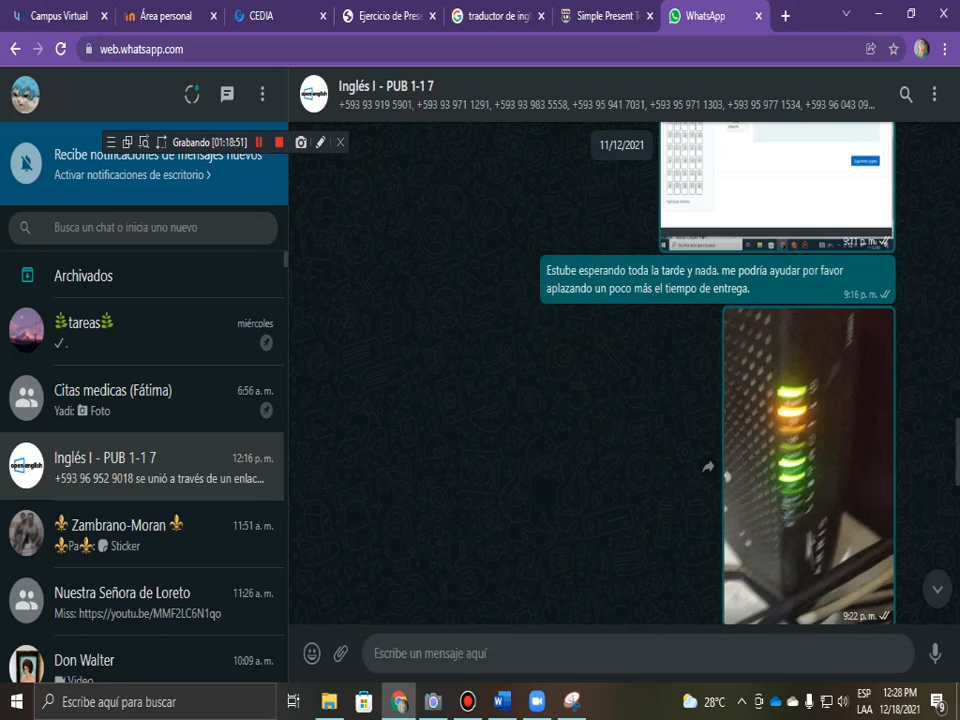 Campus Virtual
Área personal
CEDIA
Ejercicio de Prese
traductor de ingl
Simple Present T
WhatsApp
web.whatsapp.com
Inglés I - PUB 1-1 7
+593 93 919 5901, +593 93 971 1291, +593 93 983 5558, +593 95 941 7031, +593 95 971 1303, +593 95 977 1534, +593 96 043 09...
Grabando [01:18:51]
Recibe notificaciones de mensajes nuevos
Activar notificaciones de escritorio >
Busca un chat o inicia uno nuevo
Archivados
tareas
miércoles
✓ .
Citas medicas (Fátima)
6:56 a. m.
Yadi: Foto
open english
Inglés I - PUB 1-1 7
12:16 p. m.
+593 96 952 9018 se unió a través de un enlac...
Zambrano-Moran
11:51 a. m.
Pa: Sticker
Nuestra Señora de Loreto
11:26 a. m.
Miss: https://youtu.be/MMF2LC6N1qo
Don Walter
10:09 a. m.
Video
11/12/2021
9:11 p. m.
Estube esperando toda la tarde y nada. me podría ayudar por favor
aplazando un poco más el tiempo de entrega.
9:16 p. m.
9:22 p. m.
Escribe un mensaje aquí
Escribe aquí para buscar
28°C
ESP
LAA
12:28 PM
12/18/2021
9